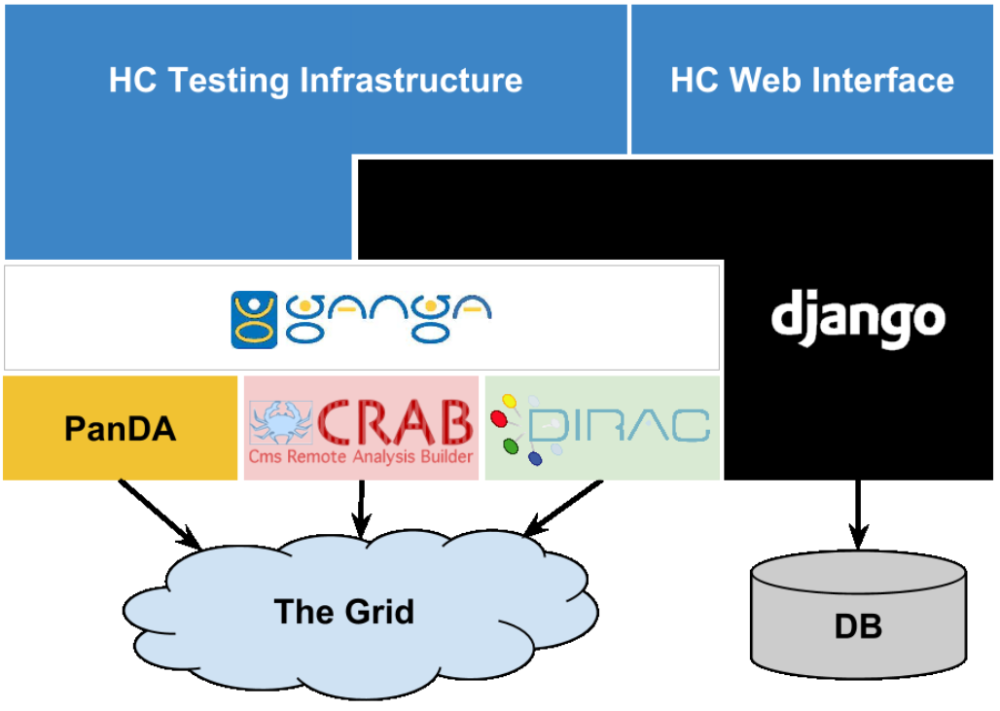 HC Testing Infrastructure
HC Web Interface
ganga
django
PanDA
CRAB
Cms Remote Analysis Builder
DIRAC
The Grid
DB